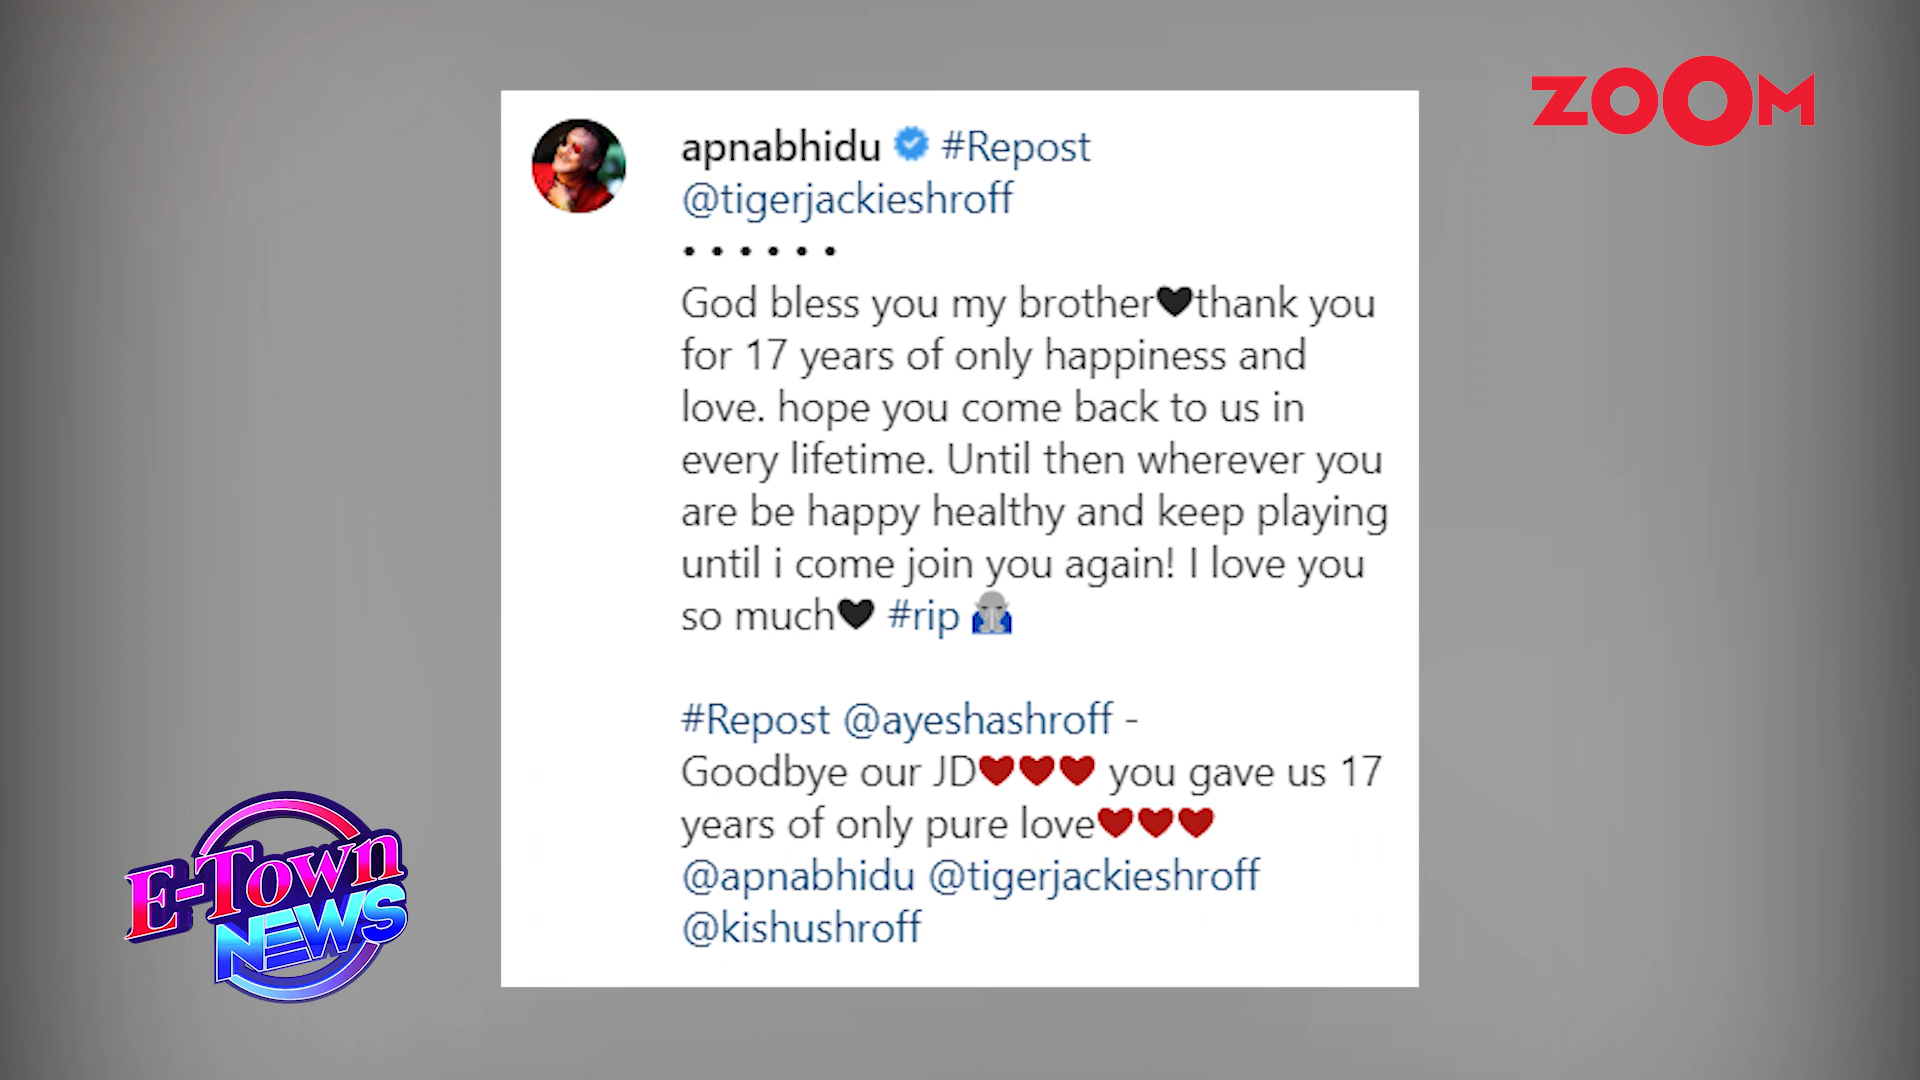 ZOOM
apnabhidu #Repost
@tigerjackieshroff
• • • • • •
God bless you my brother🖤thank you
for 17 years of only happiness and
love. hope you come back to us in
every lifetime. Until then wherever you
are be happy healthy and keep playing
until i come join you again! I love you
so much🖤 #rip
#Repost @ayeshashroff -
Goodbye our JD❤❤❤ you gave us 17
years of only pure love❤❤❤
@apnabhidu @tigerjackieshroff
@kishushroff
E-Town
NEWS